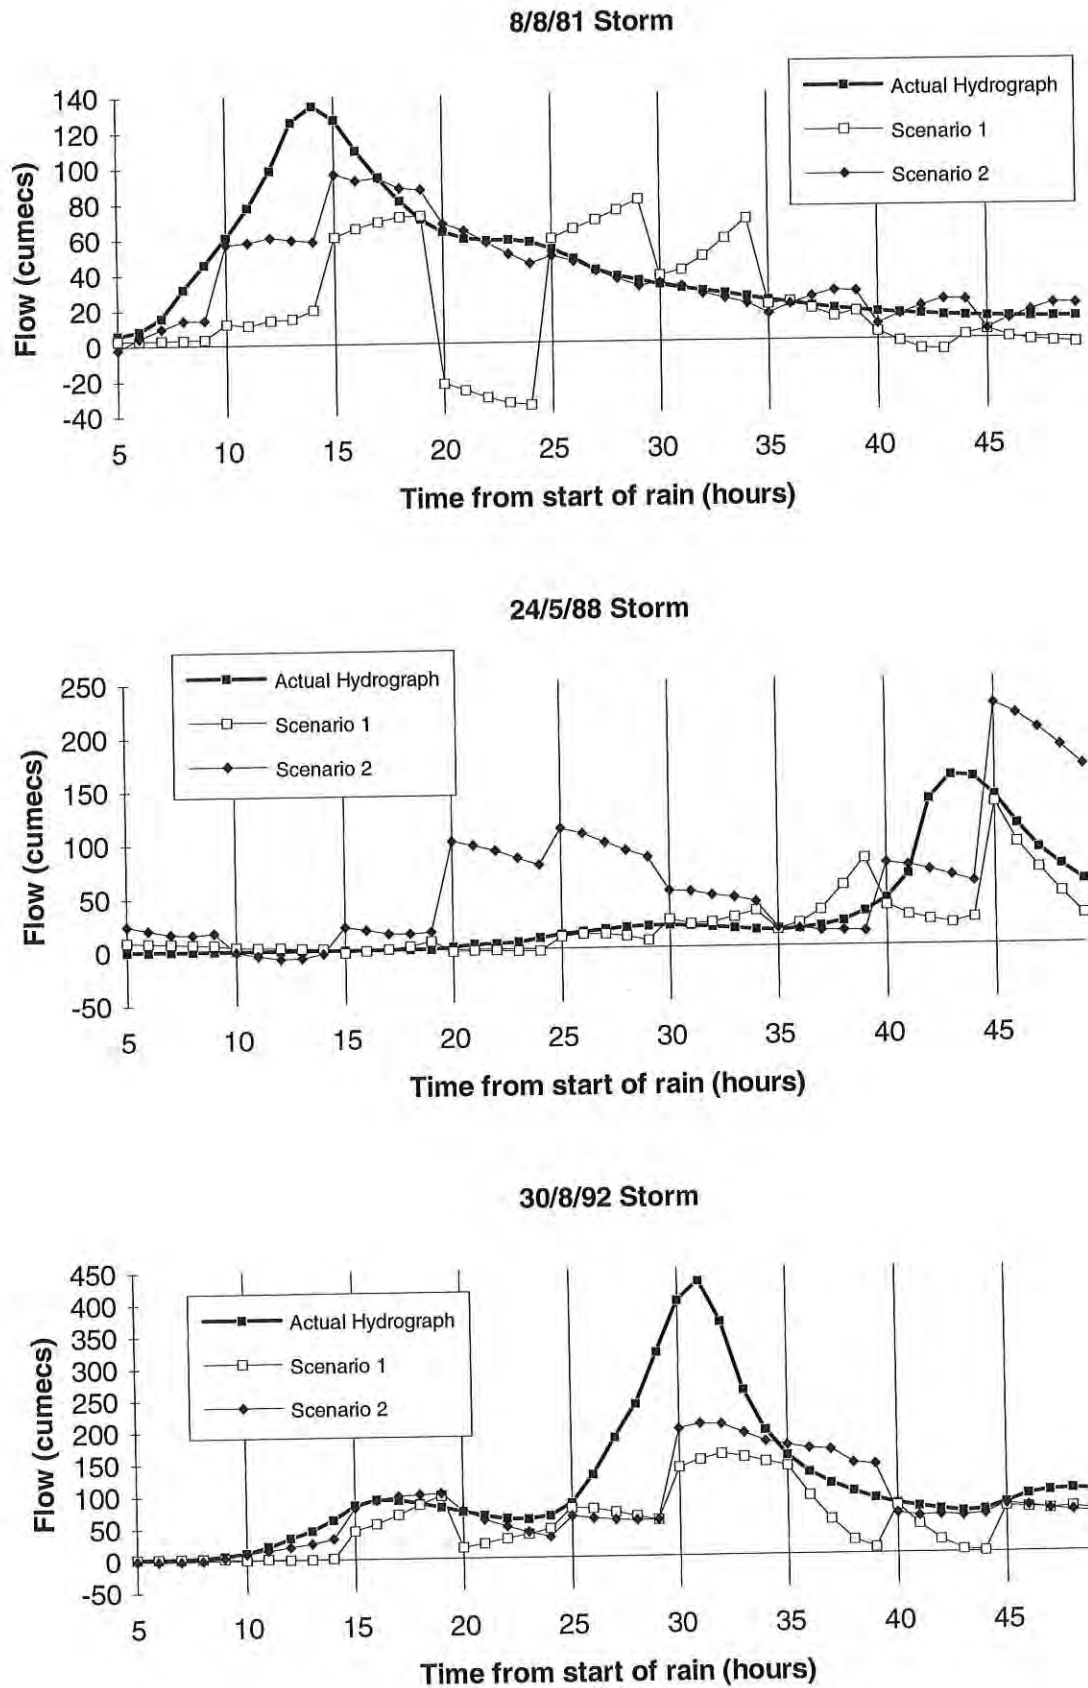 8/8/81 Storm
Actual Hydrograph
Scenario 1
Scenario 2
Flow (cumecs)
140
120
100
80
60
40
20
0
-20
-40
5 10 15 20 25 30 35 40 45
Time from start of rain (hours)
24/5/88 Storm
Actual Hydrograph
Scenario 1
Scenario 2
Flow (cumecs)
250
200
150
100
50
0
-50
5 10 15 20 25 30 35 40 45
Time from start of rain (hours)
30/8/92 Storm
Actual Hydrograph
Scenario 1
Scenario 2
Flow (cumecs)
450
400
350
300
250
200
150
100
50
0
-50
5 10 15 20 25 30 35 40 45
Time from start of rain (hours)